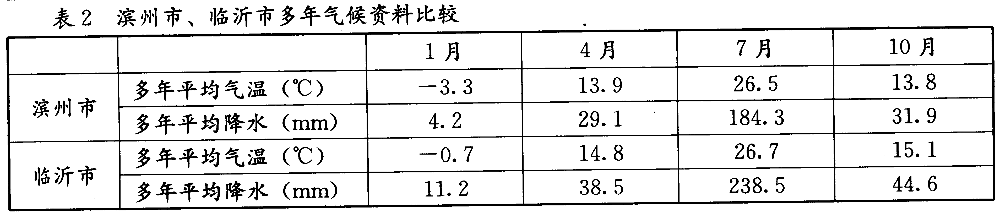 表2 滨州市、临沂市多年气候资料比较
1月 4月 7月 10月
滨州市 多年平均气温(℃) －3.3 13.9 26.5 13.8
多年平均降水(mm) 4.2 29.1 184.3 31.9
临沂市 多年平均气温(℃) －0.7 14.8 26.7 15.1
多年平均降水(mm) 11.2 38.5 238.5 44.6